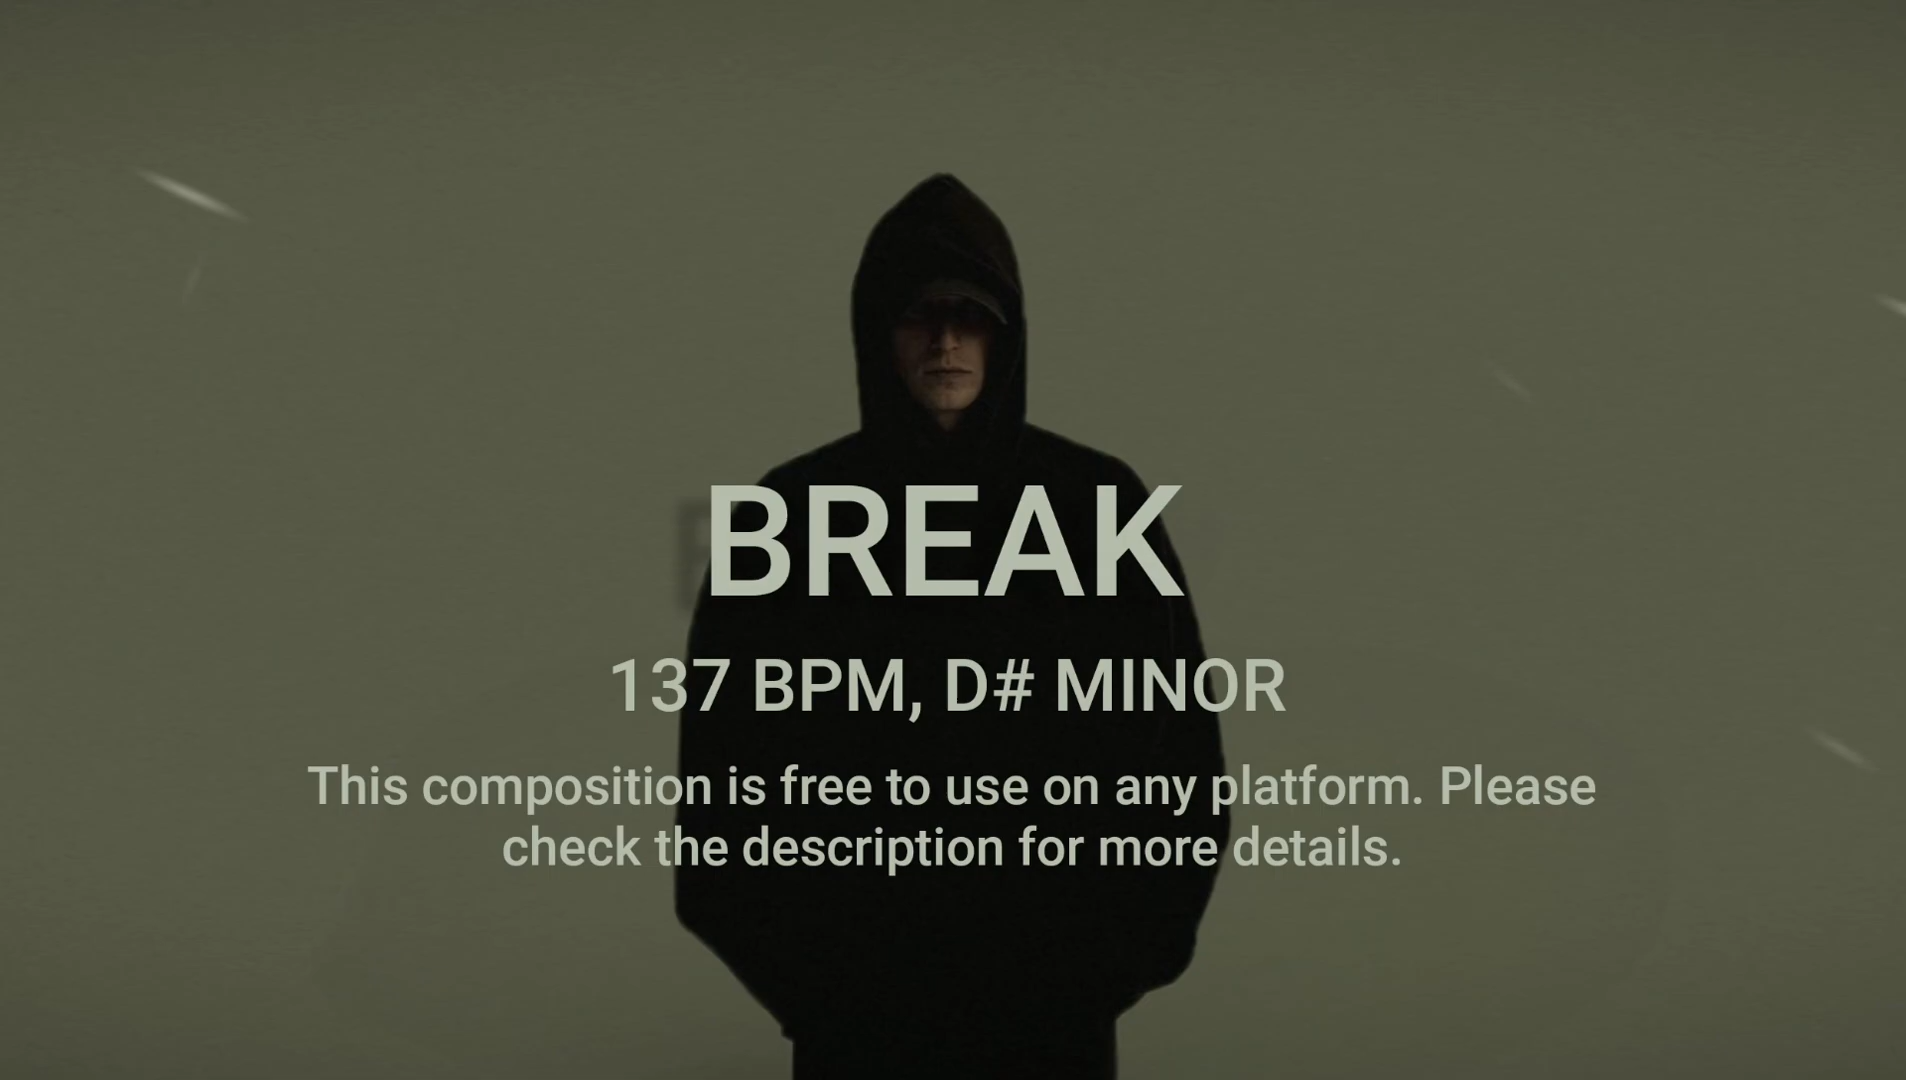 BREAK
137 BPM, D# MINOR
This composition is free to use on any platform. Please
check the description for more details.